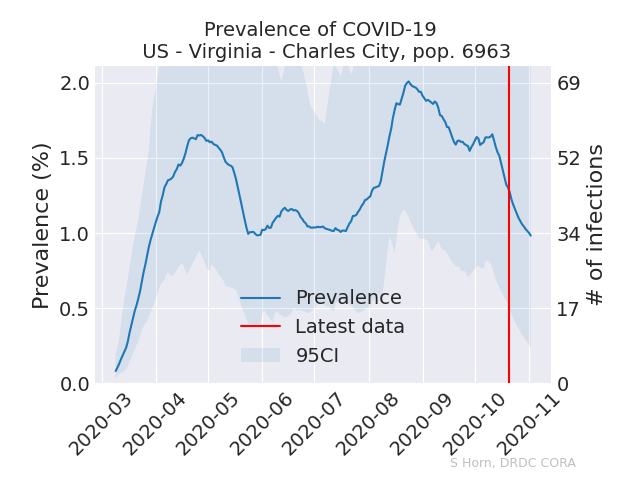 Prevalence of COVID-19
US - Virginia - Charles City, pop. 6963
Prevalence (%)
2.0
1.5
1.0
0.5
0.0
69
52
34
17
0
# of infections
Prevalence
Latest data
95CI
2020-03
2020-04
2020-05
2020-06
2020-07
2020-08
2020-09
2020-10
2020-11
S Horn, DRDC CORA